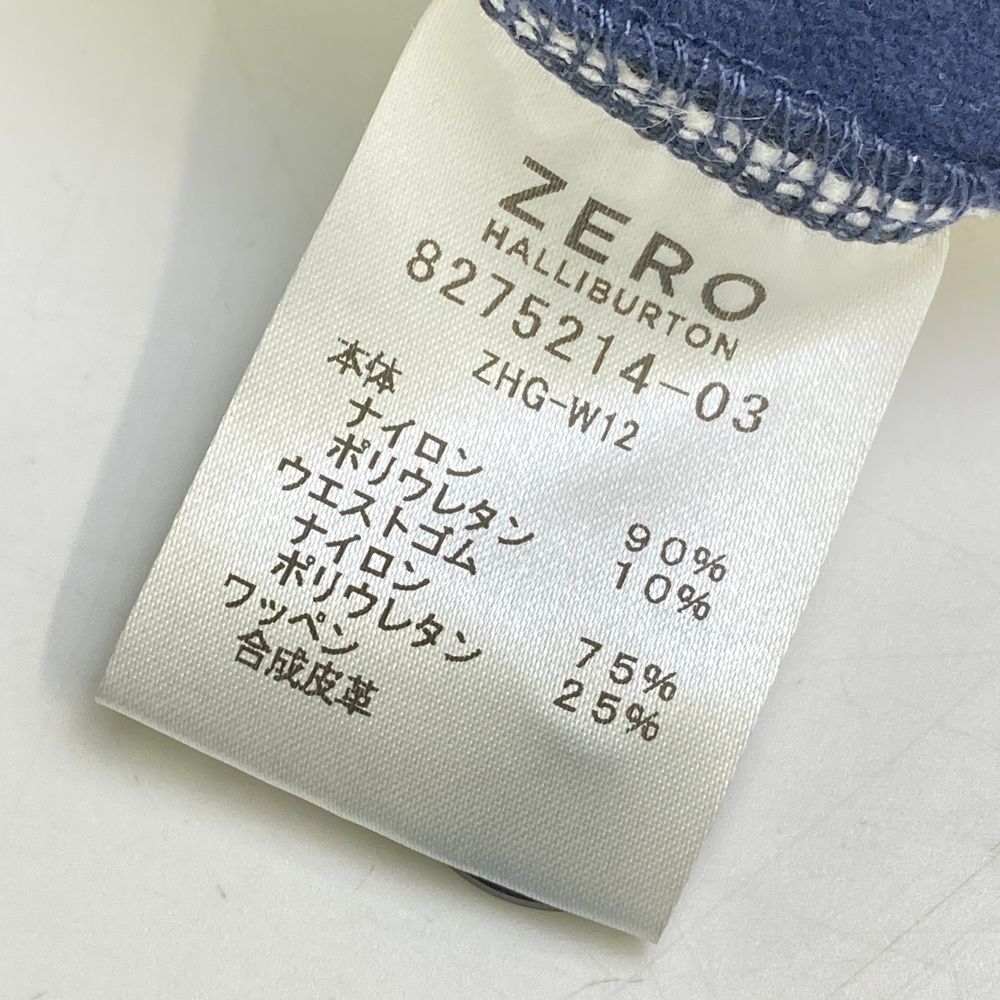 ZERO
HALLIBURTON
8275214-03
ZHG-W12
本体
ナイロン 90%
ポリウレタン 10%
ウエストゴム
ナイロン 75%
ポリウレタン 25%
ワッペン
合成皮革